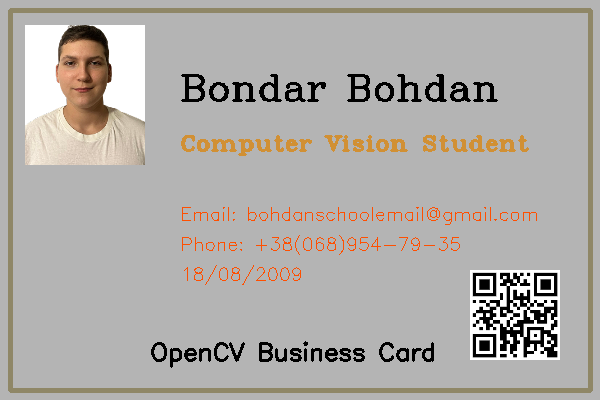 Bondar Bohdan
Computer Vision Student
Email: bohdanschoolemail@gmail.com
Phone: +38(068)954-79-35
18/08/2009
OpenCV Business Card